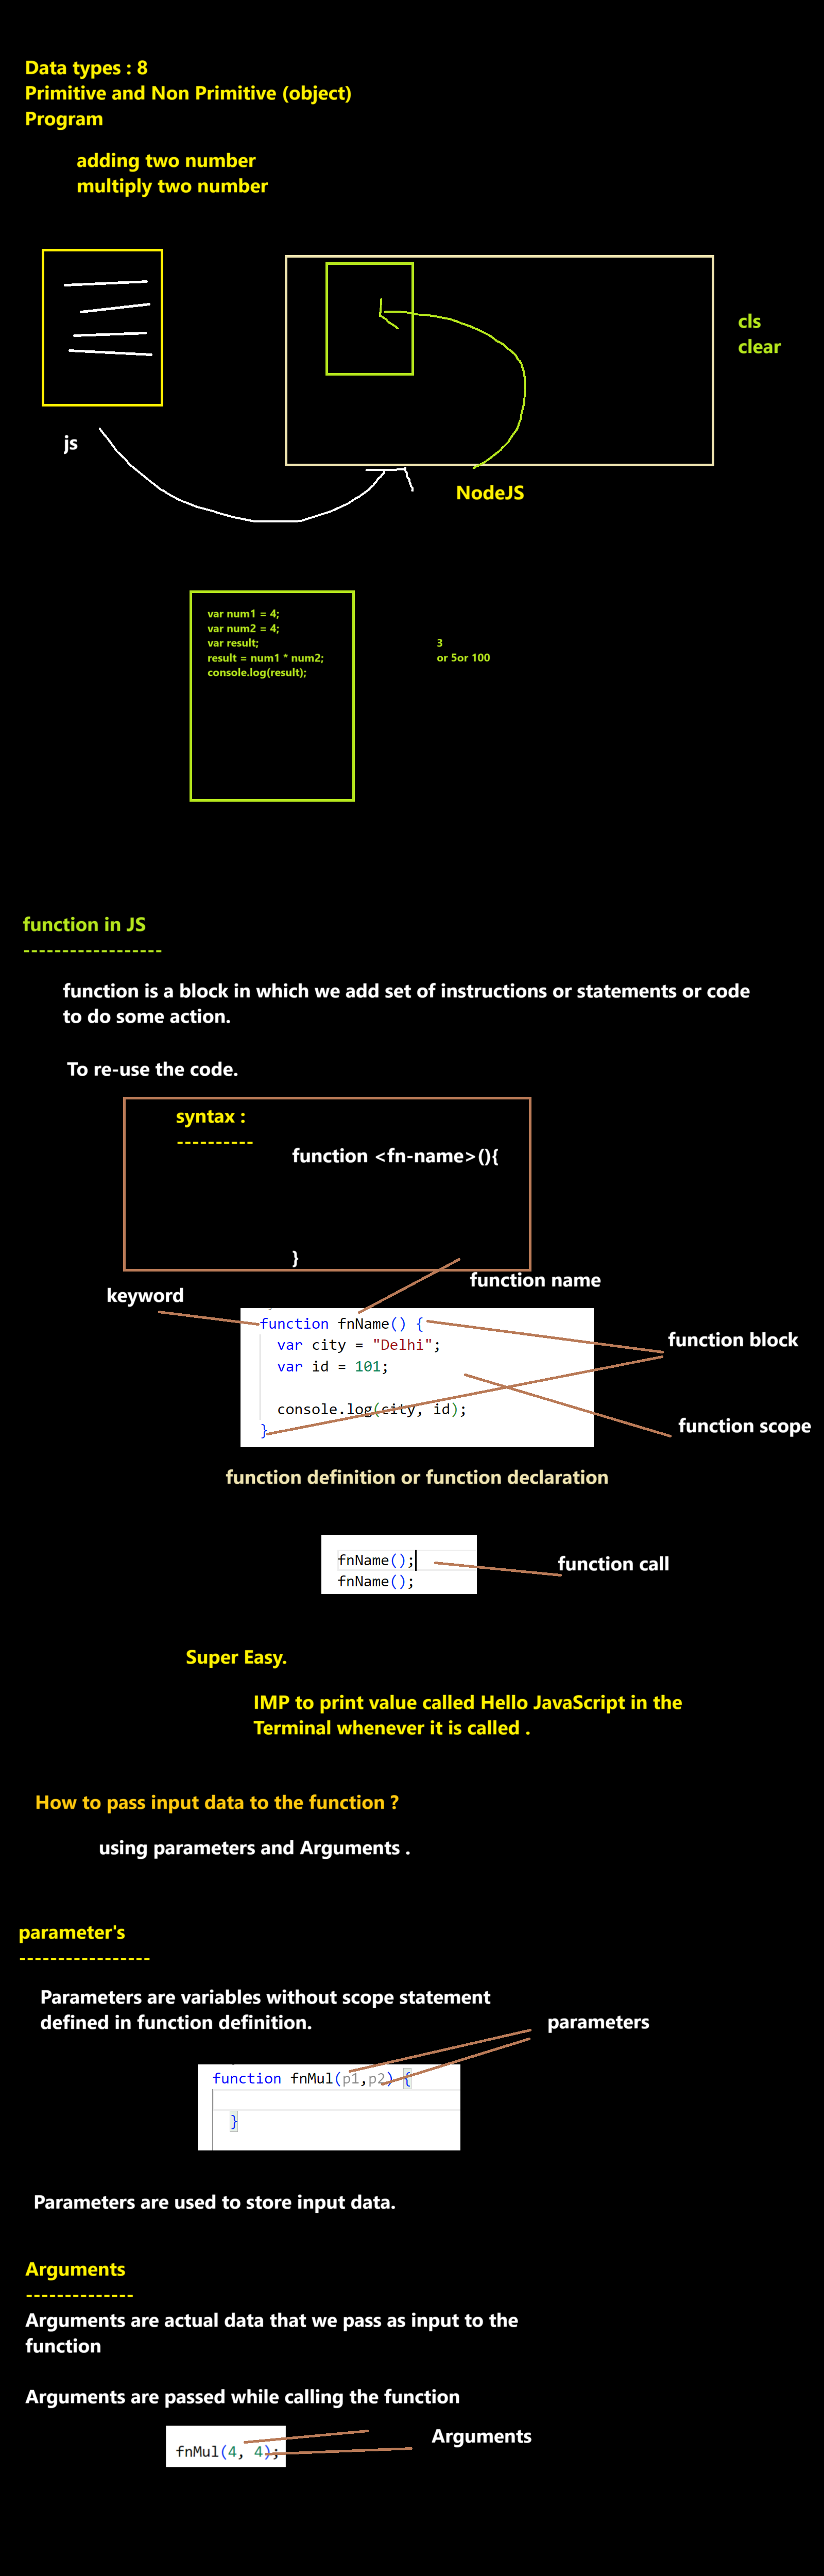 Data types : 8
Primitive and Non Primitive (object)
Program
adding two number
multiply two number
cls
clear
js
NodeJS
var num1 = 4;
var num2 = 4;
var result;
result = num1 * num2;
console.log(result);
3
or 5or 100
function in JS
------------------
function is a block in which we add set of instructions or statements or code
to do some action.
To re-use the code.
syntax :
----------
function <fn-name>(){
}
function name
keyword
function fnName() {
var city = "Delhi";
var id = 101;
console.log(city, id);
}
function block
function scope
function definition or function declaration
fnName();
fnName();
function call
Super Easy.
IMP to print value called Hello JavaScript in the
Terminal whenever it is called .
How to pass input data to the function ?
using parameters and Arguments .
parameter's
-----------------
Parameters are variables without scope statement
defined in function definition.
parameters
function fnMul(p1,p2) {
}
Parameters are used to store input data.
Arguments
--------------
Arguments are actual data that we pass as input to the
function
Arguments are passed while calling the function
Arguments
fnMul(4, 4);